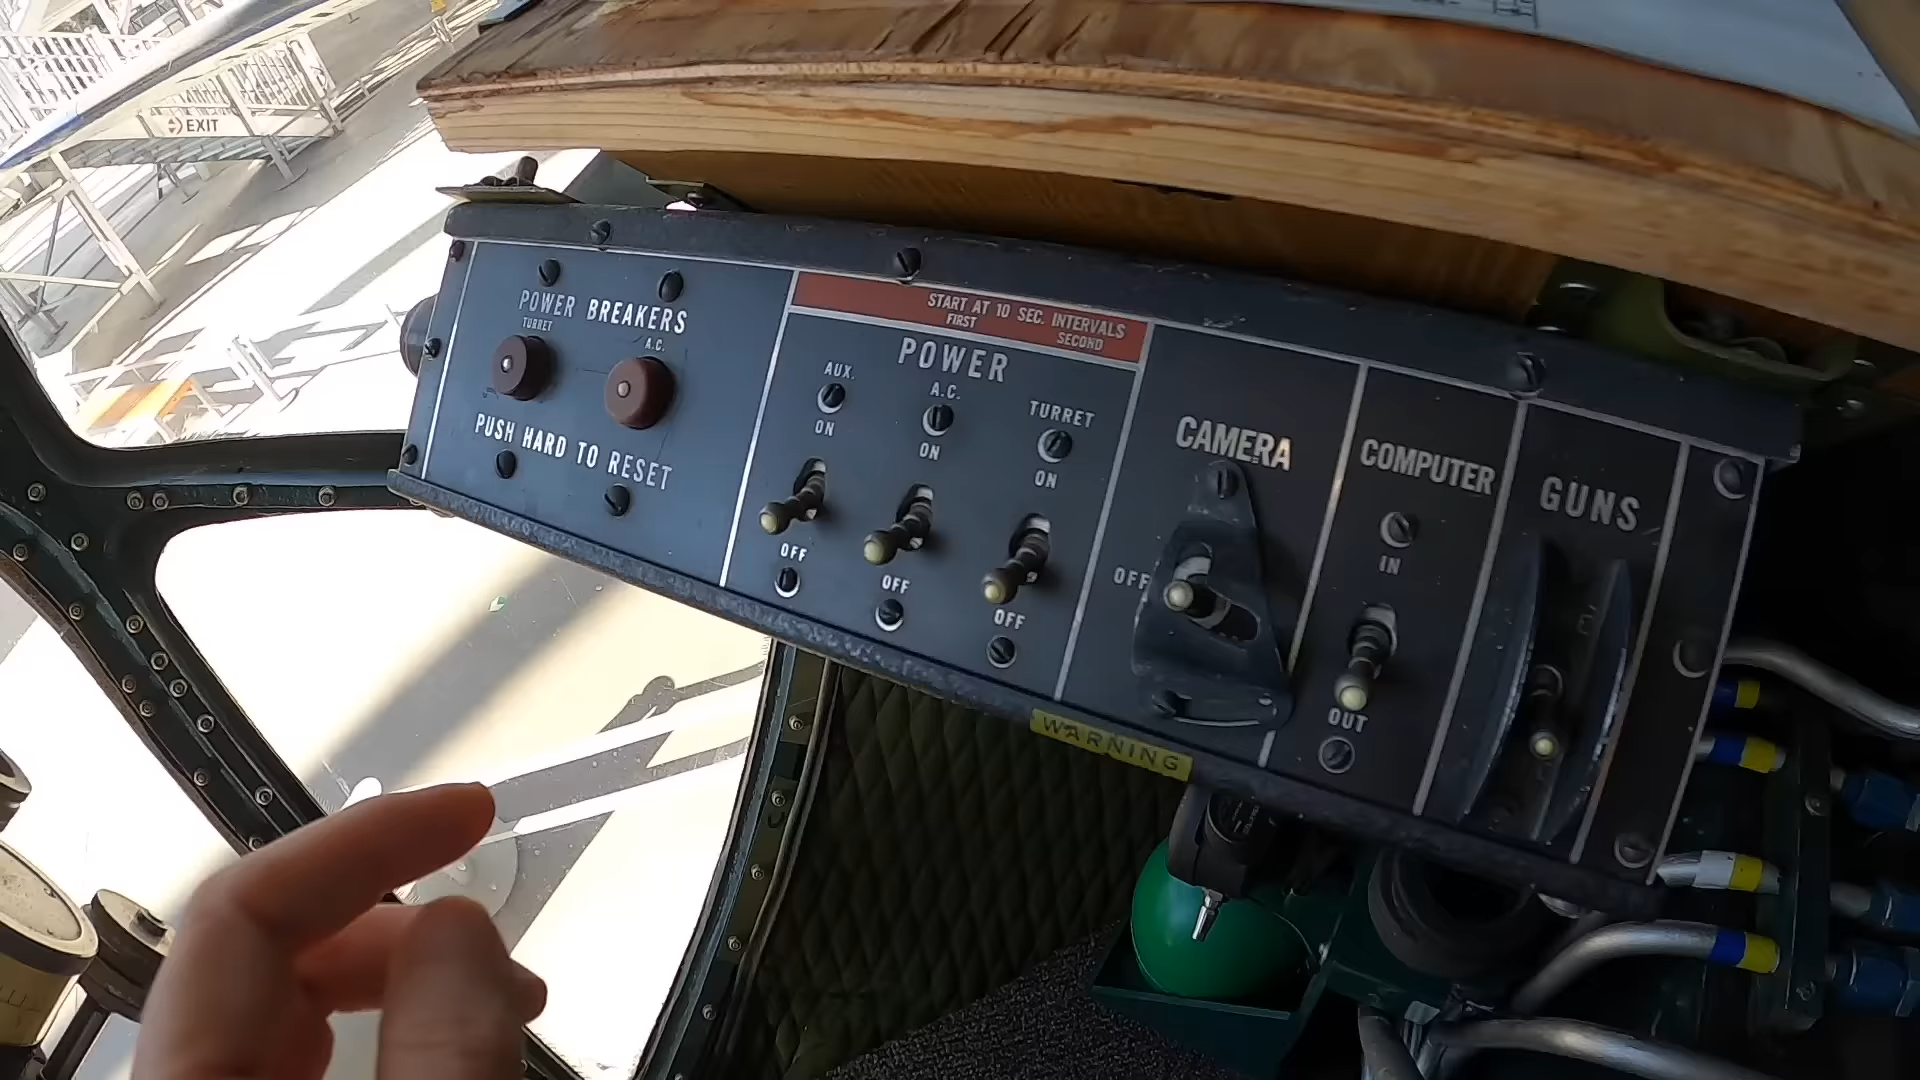 EXIT
POWER BREAKERS
TURRET
A.C.
PUSH HARD TO RESET
START AT 10 SEC. INTERVALS
FIRST
SECOND
POWER
AUX.
A.C.
TURRET
ON
ON
ON
OFF
OFF
OFF
CAMERA
OFF
COMPUTER
IN
OUT
GUNS
WARNING